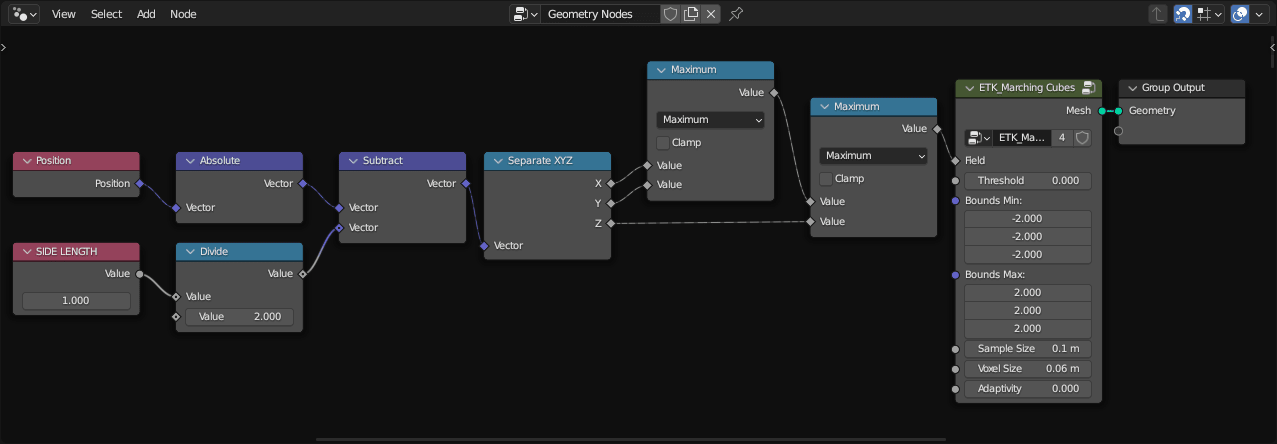 View Select Add Node
Geometry Nodes
Position
Position
Absolute
Vector
Vector
Subtract
Vector
Vector
Vector
Separate XYZ
X
Y
Z
Vector
SIDE LENGTH
Value
1.000
Divide
Value
Value
Value 2.000
Maximum
Value
Maximum
Clamp
Value
Value
Maximum
Value
Maximum
Clamp
Value
Value
ETK_Marching Cubes
Mesh
ETK_Ma... 4
Field
Threshold 0.000
Bounds Min:
-2.000
-2.000
-2.000
Bounds Max:
2.000
2.000
2.000
Sample Size 0.1 m
Voxel Size 0.06 m
Adaptivity 0.000
Group Output
Geometry